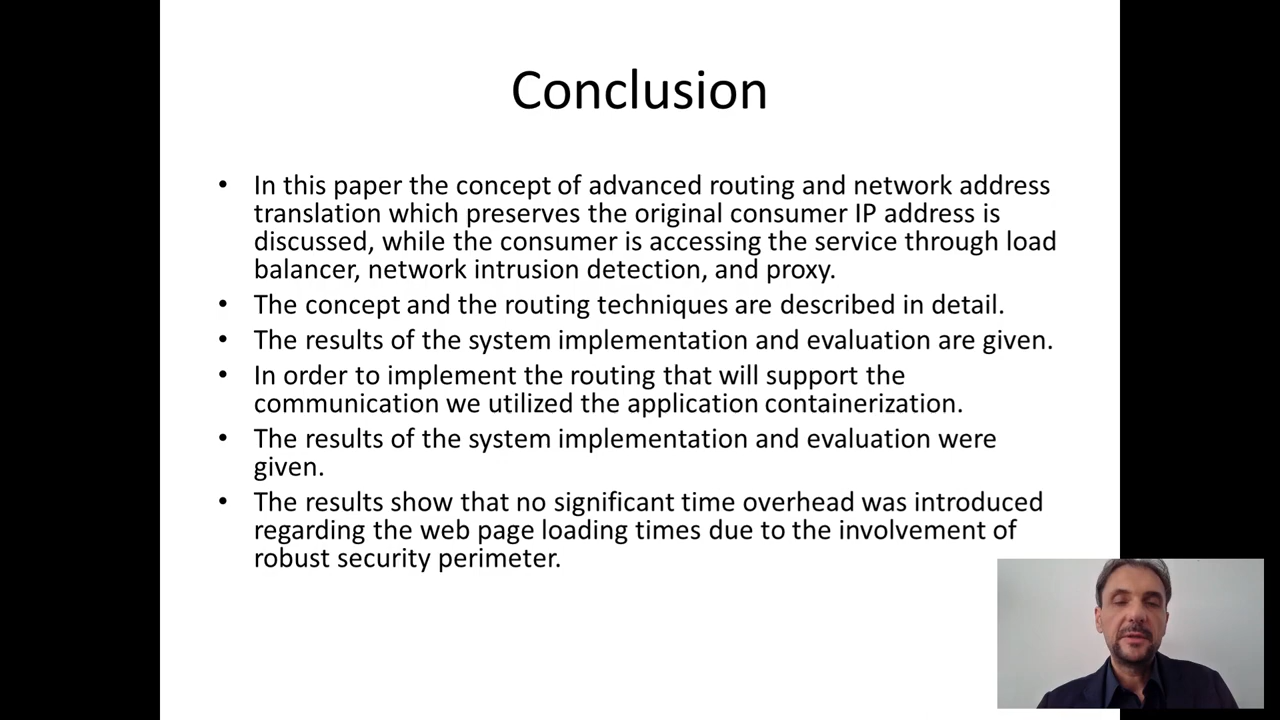 Conclusion
• In this paper the concept of advanced routing and network address
translation which preserves the original consumer IP address is
discussed, while the consumer is accessing the service through load
balancer, network intrusion detection, and proxy.
• The concept and the routing techniques are described in detail.
• The results of the system implementation and evaluation are given.
• In order to implement the routing that will support the
communication we utilized the application containerization.
• The results of the system implementation and evaluation were
given.
• The results show that no significant time overhead was introduced
regarding the web page loading times due to the involvement of
robust security perimeter.